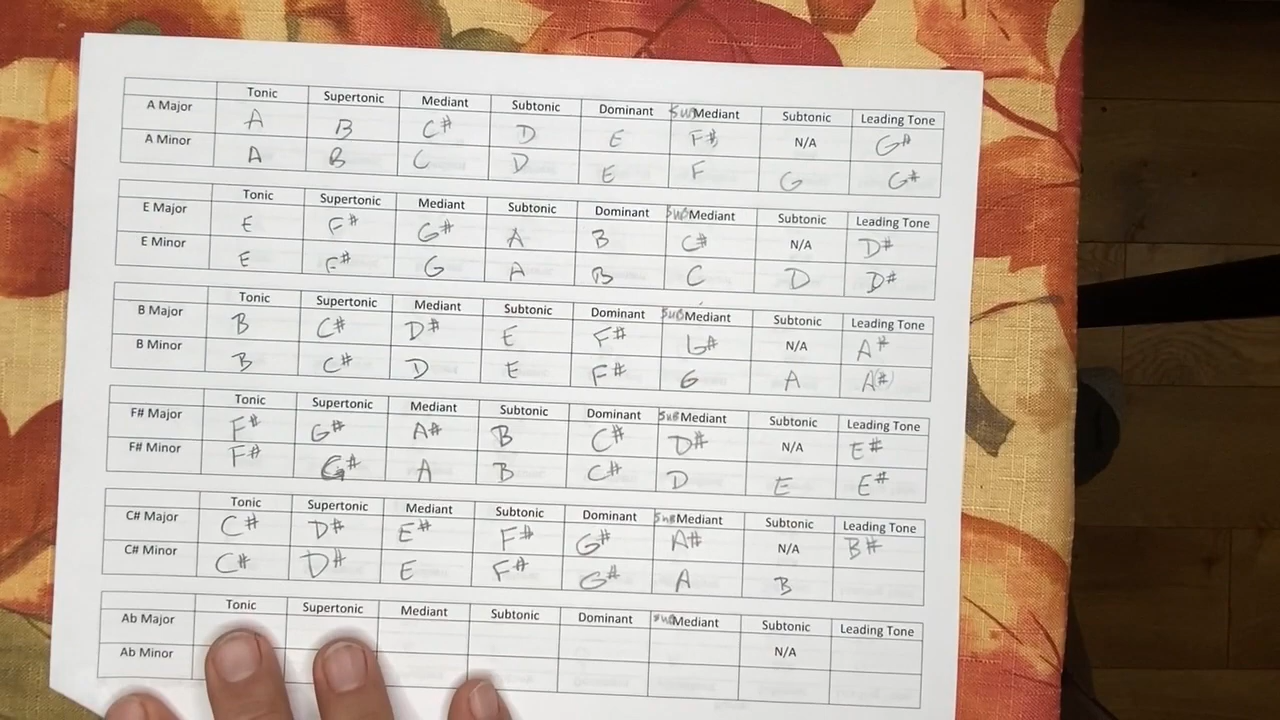 Tonic Supertonic Mediant Subtonic Dominant SubMediant Subtonic Leading Tone
A Major A B C# D E F# N/A G#
A Minor A B C D E F G G#
Tonic Supertonic Mediant Subtonic Dominant SubMediant Subtonic Leading Tone
E Major E F# G# A B C# N/A D#
E Minor E F# G A B C D D#
Tonic Supertonic Mediant Subtonic Dominant SubMediant Subtonic Leading Tone
B Major B C# D# E F# G# N/A A#
B Minor B C# D E F# G A A#
Tonic Supertonic Mediant Subtonic Dominant SubMediant Subtonic Leading Tone
F# Major F# G# A# B C# D# N/A E#
F# Minor F# G# A B C# D E E#
Tonic Supertonic Mediant Subtonic Dominant SubMediant Subtonic Leading Tone
C# Major C# D# E# F# G# A# N/A B#
C# Minor C# D# E F# G# A B
Tonic Supertonic Mediant Subtonic Dominant SubMediant Subtonic Leading Tone
Ab Major N/A
Ab Minor